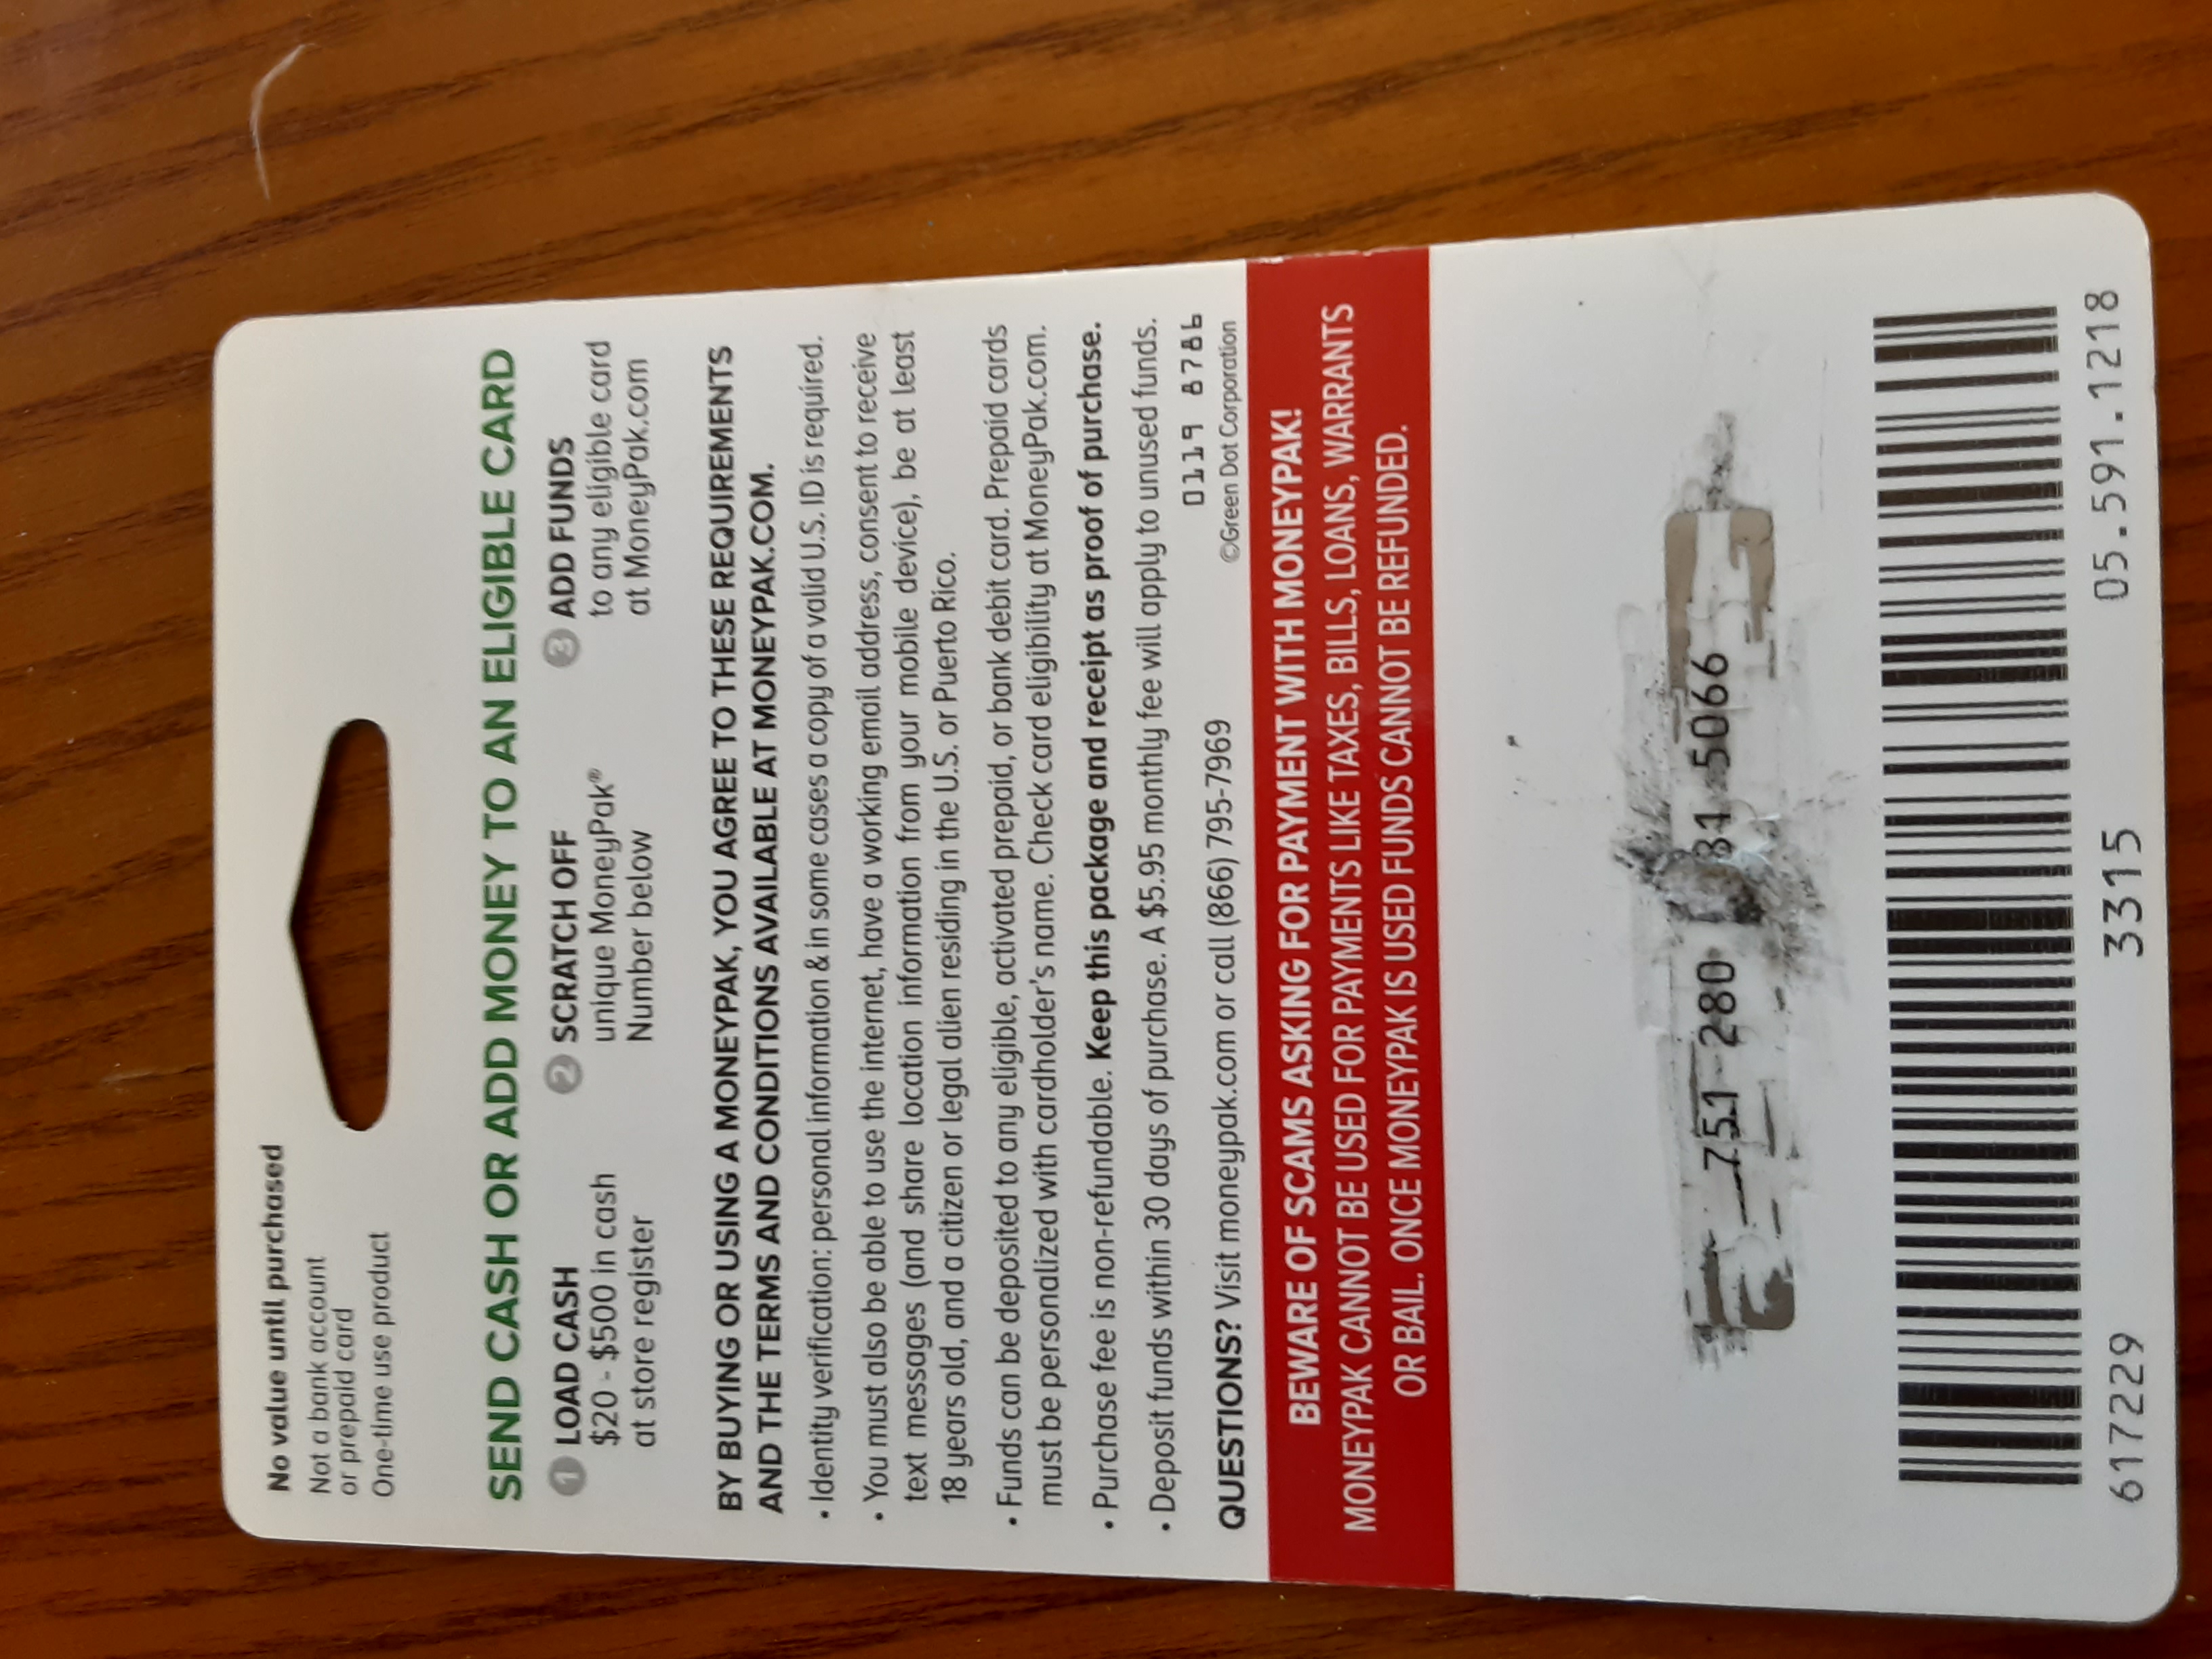 No value until purchased
Not a bank account
or prepaid card
One-time use product
SEND CASH OR ADD MONEY TO AN ELIGIBLE CARD
1 LOAD CASH
$20 - $500 in cash
at store register
2 SCRATCH OFF
unique MoneyPak®
Number below
3 ADD FUNDS
to any eligible card
at MoneyPak.com
BY BUYING OR USING A MONEYPAK, YOU AGREE TO THESE REQUIREMENTS
AND THE TERMS AND CONDITIONS AVAILABLE AT MONEYPAK.COM.
• Identity verification: personal information & in some cases a copy of a valid U.S. ID is required.
• You must also be able to use the internet, have a working email address, consent to receive
text messages (and share location information from your mobile device), be at least
18 years old, and a citizen or legal alien residing in the U.S. or Puerto Rico.
• Funds can be deposited to any eligible, activated prepaid, or bank debit card. Prepaid cards
must be personalized with cardholder's name. Check card eligibility at MoneyPak.com.
• Purchase fee is non-refundable. Keep this package and receipt as proof of purchase.
• Deposit funds within 30 days of purchase. A $5.95 monthly fee will apply to unused funds.
0119 8786
QUESTIONS? Visit moneypak.com or call (866) 795-7969
©Green Dot Corporation
BEWARE OF SCAMS ASKING FOR PAYMENT WITH MONEYPAK!
MONEYPAK CANNOT BE USED FOR PAYMENTS LIKE TAXES, BILLS, LOANS, WARRANTS
OR BAIL. ONCE MONEYPAK IS USED FUNDS CANNOT BE REFUNDED.
751 280 5066
617229 3315 05.591.1218